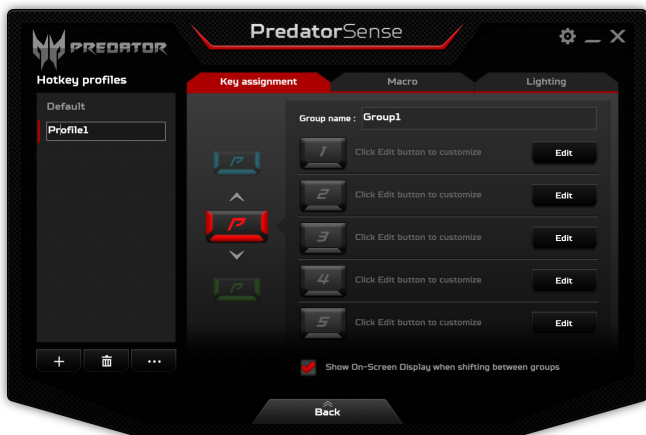 PREDATOR
PredatorSense
Hotkey profiles
Key assignment
Macro
Lighting
Default
Profile1
Group name : Group1
1 Click Edit button to customize Edit
2 Click Edit button to customize Edit
3 Click Edit button to customize Edit
4 Click Edit button to customize Edit
5 Click Edit button to customize Edit
P
P
P
Show On-Screen Display when shifting between groups
Back